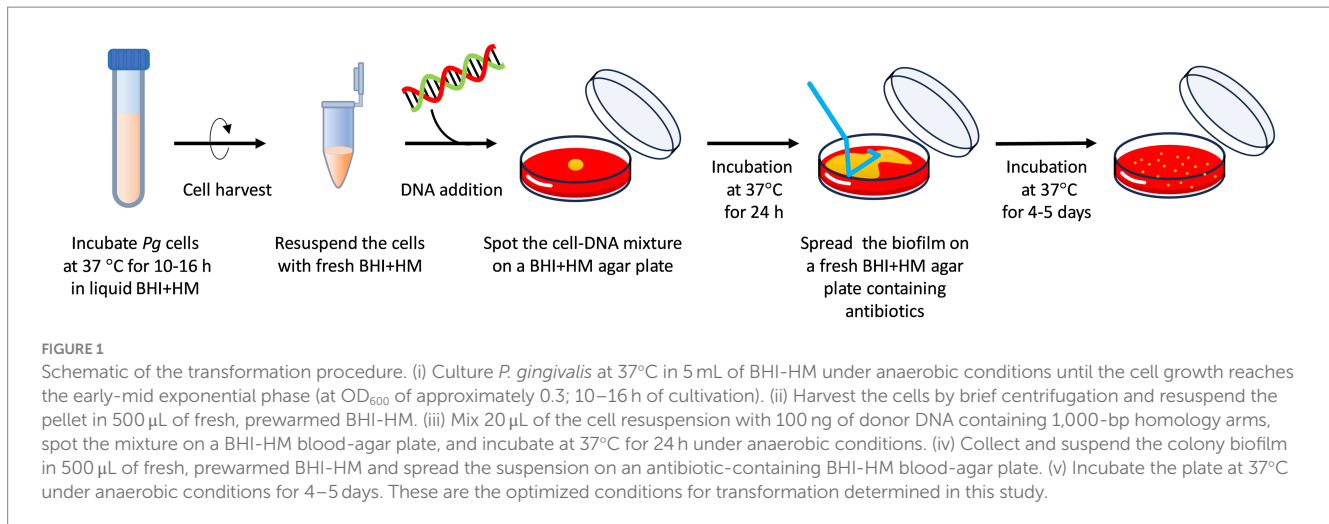 Cell harvest
DNA addition
Incubation
at 37°C
for 24 h
Incubation
at 37°C
for 4-5 days
Incubate Pg cells
at 37 °C for 10-16 h
in liquid BHI+HM
Resuspend the cells
with fresh BHI+HM
Spot the cell-DNA mixture
on a BHI+HM agar plate
Spread the biofilm on
a fresh BHI+HM agar
plate containing
antibiotics
FIGURE 1
Schematic of the transformation procedure. (i) Culture P. gingivalis at 37°C in 5 mL of BHI-HM under anaerobic conditions until the cell growth reaches
the early-mid exponential phase (at OD600 of approximately 0.3; 10–16 h of cultivation). (ii) Harvest the cells by brief centrifugation and resuspend the
pellet in 500 μL of fresh, prewarmed BHI-HM. (iii) Mix 20 μL of the cell resuspension with 100 ng of donor DNA containing 1,000-bp homology arms,
spot the mixture on a BHI-HM blood-agar plate, and incubate at 37°C for 24 h under anaerobic conditions. (iv) Collect and suspend the colony biofilm
in 500 μL of fresh, prewarmed BHI-HM and spread the suspension on an antibiotic-containing BHI-HM blood-agar plate. (v) Incubate the plate at 37°C
under anaerobic conditions for 4–5 days. These are the optimized conditions for transformation determined in this study.